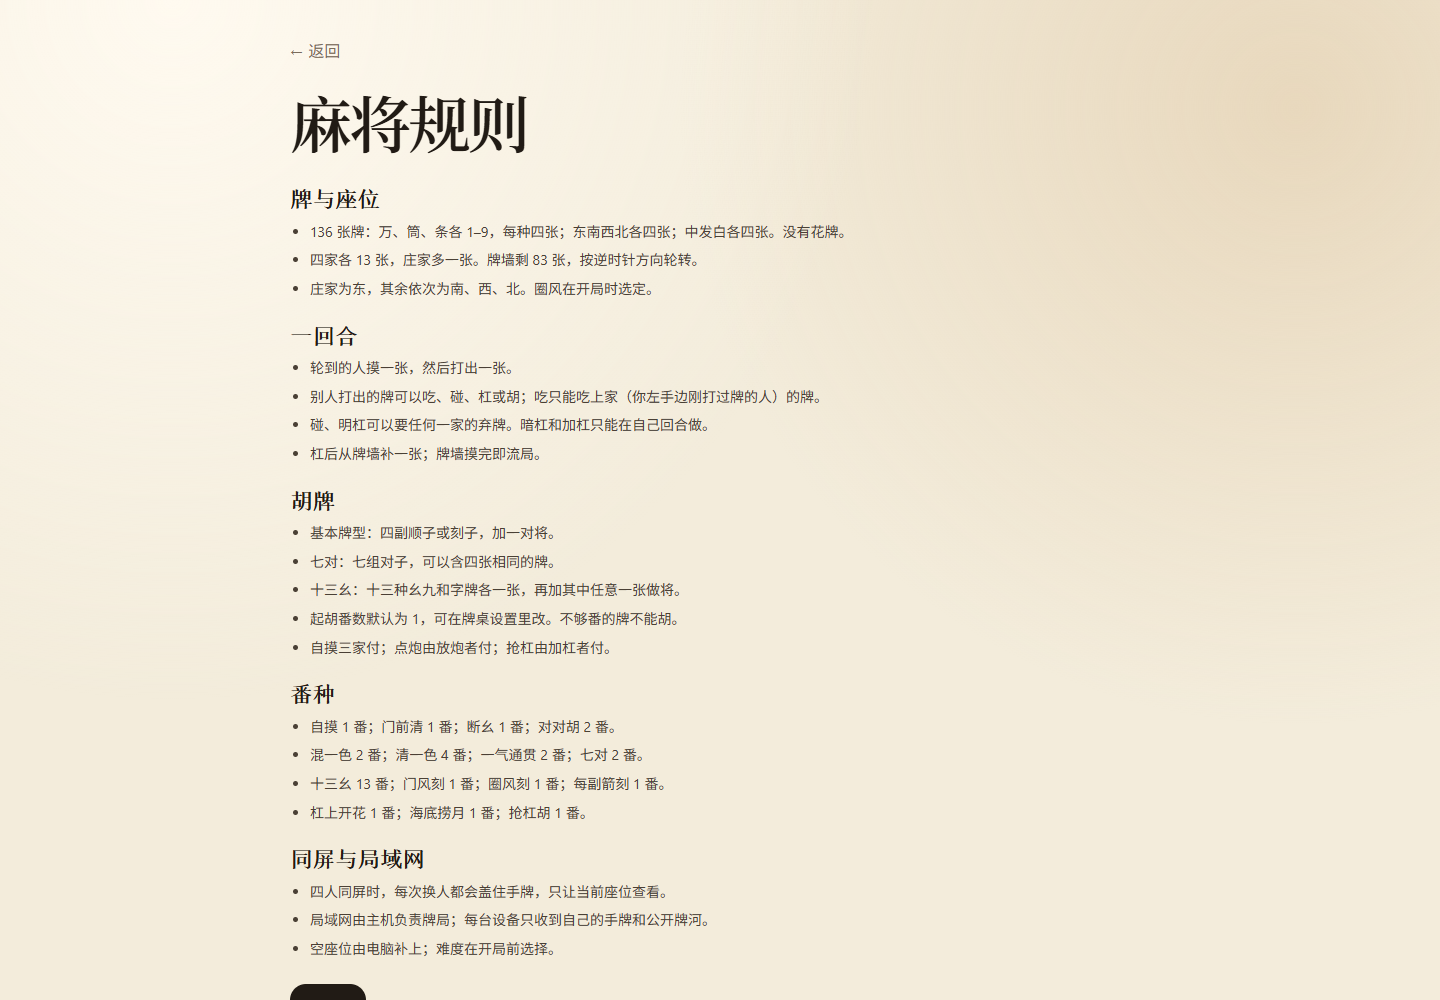 ← 返回
麻将规则
牌与座位
136 张牌：万、筒、条各 1–9，每种四张；东南西北各四张；中发白各四张。没有花牌。
四家各 13 张，庄家多一张。牌墙剩 83 张，按逆时针方向轮转。
庄家为东，其余依次为南、西、北。圈风在开局时选定。
一回合
轮到的人摸一张，然后打出一张。
别人打出的牌可以吃、碰、杠或胡；吃只能吃上家（你左手边刚打过牌的人）的牌。
碰、明杠可以要任何一家的弃牌。暗杠和加杠只能在自己回合做。
杠后从牌墙补一张；牌墙摸完即流局。
胡牌
基本牌型：四副顺子或刻子，加一对将。
七对：七组对子，可以含四张相同的牌。
十三幺：十三种幺九和字牌各一张，再加其中任意一张做将。
起胡番数默认为 1，可在牌桌设置里改。不够番的牌不能胡。
自摸三家付；点炮由放炮者付；抢杠由加杠者付。
番种
自摸 1 番；门前清 1 番；断幺 1 番；对对胡 2 番。
混一色 2 番；清一色 4 番；一气通贯 2 番；七对 2 番。
十三幺 13 番；门风刻 1 番；圈风刻 1 番；每副箭刻 1 番。
杠上开花 1 番；海底捞月 1 番；抢杠胡 1 番。
同屏与局域网
四人同屏时，每次换人都会盖住手牌，只让当前座位查看。
局域网由主机负责牌局；每台设备只收到自己的手牌和公开牌河。
空座位由电脑补上；难度在开局前选择。